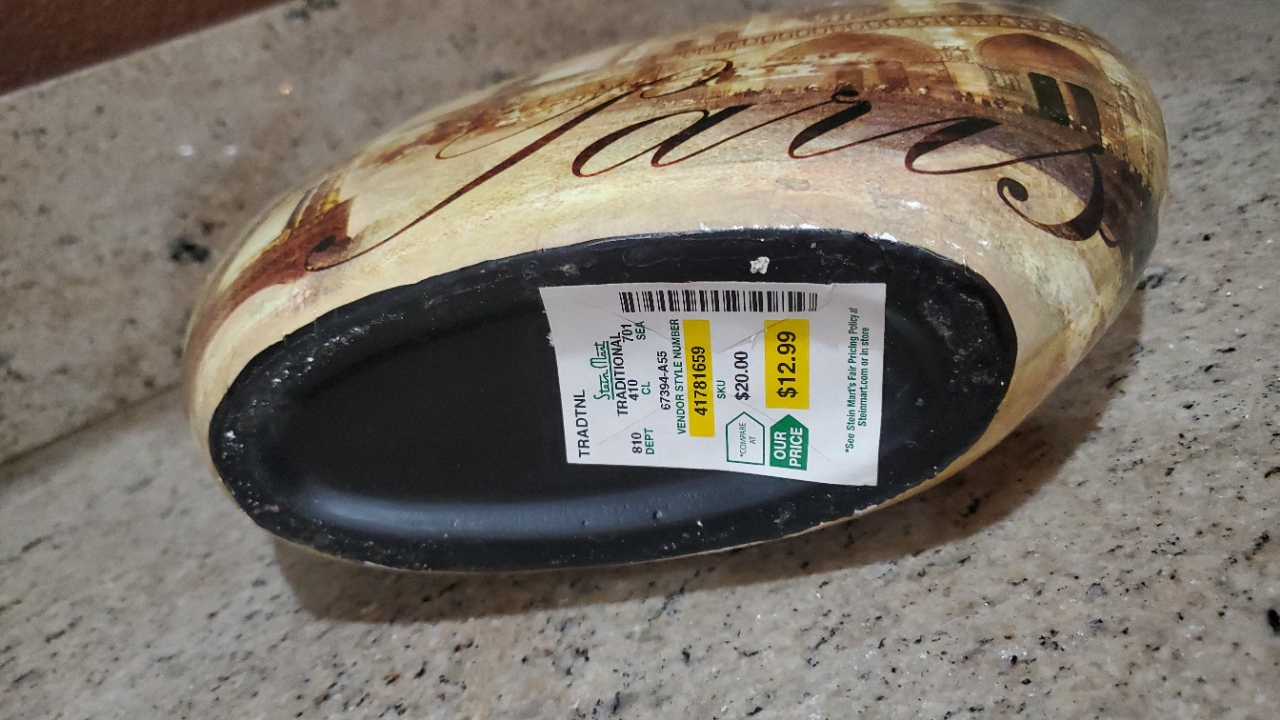 Paris
TRADTNL
Stein Mart
TRADITIONAL
810 410 701
DEPT CL SEA
67394-A55
VENDOR STYLE NUMBER
41781659
SKU
*COMPARE
AT
$20.00
OUR
PRICE
$12.99
*See Stein Mart's Fair Pricing Policy at
Steinmart.com or in store